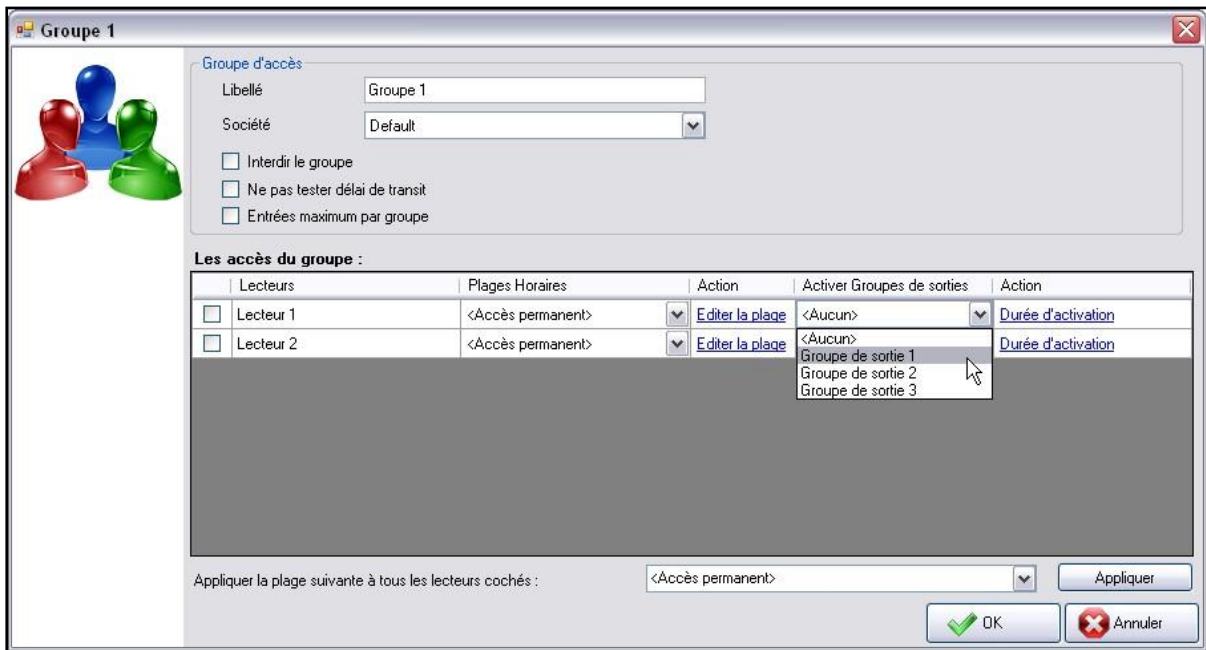 Groupe 1
Groupe d'accès
Libellé Groupe 1
Société Default
Interdir le groupe
Ne pas tester délai de transit
Entrées maximum par groupe
Les accès du groupe :
Lecteurs Plages Horaires Action Activer Groupes de sorties Action
Lecteur 1 <Accès permanent> Editer la plage <Aucun> Durée d'activation
Lecteur 2 <Accès permanent> Editer la plage <Aucun> Durée d'activation
Groupe de sortie 1
Groupe de sortie 2
Groupe de sortie 3
Appliquer la plage suivante à tous les lecteurs cochés : <Accès permanent> Appliquer
OK Annuler